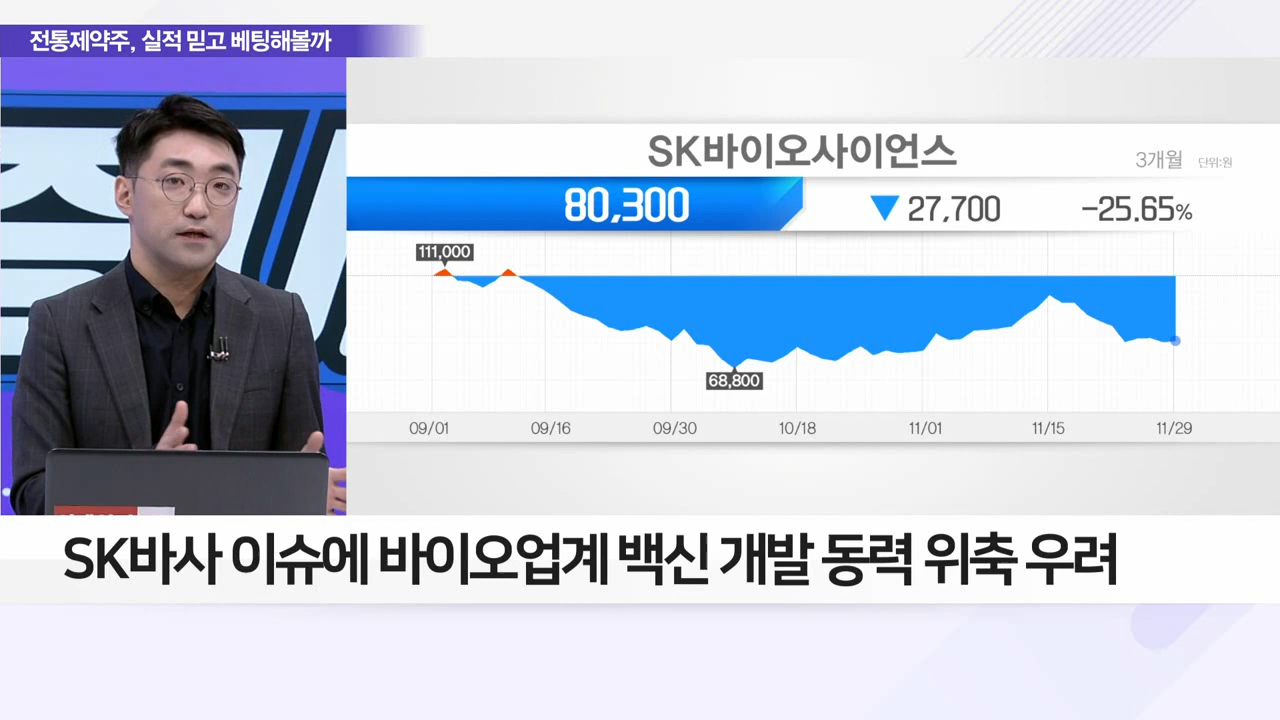 전통제약주, 실적 믿고 베팅해볼까
SK바이오사이언스
3개월 단위:원
80,300 ▼ 27,700 -25.65%
111,000
68,800
09/01 09/16 09/30 10/18 11/01 11/15 11/29
SK바사 이슈에 바이오업계 백신 개발 동력 위축 우려